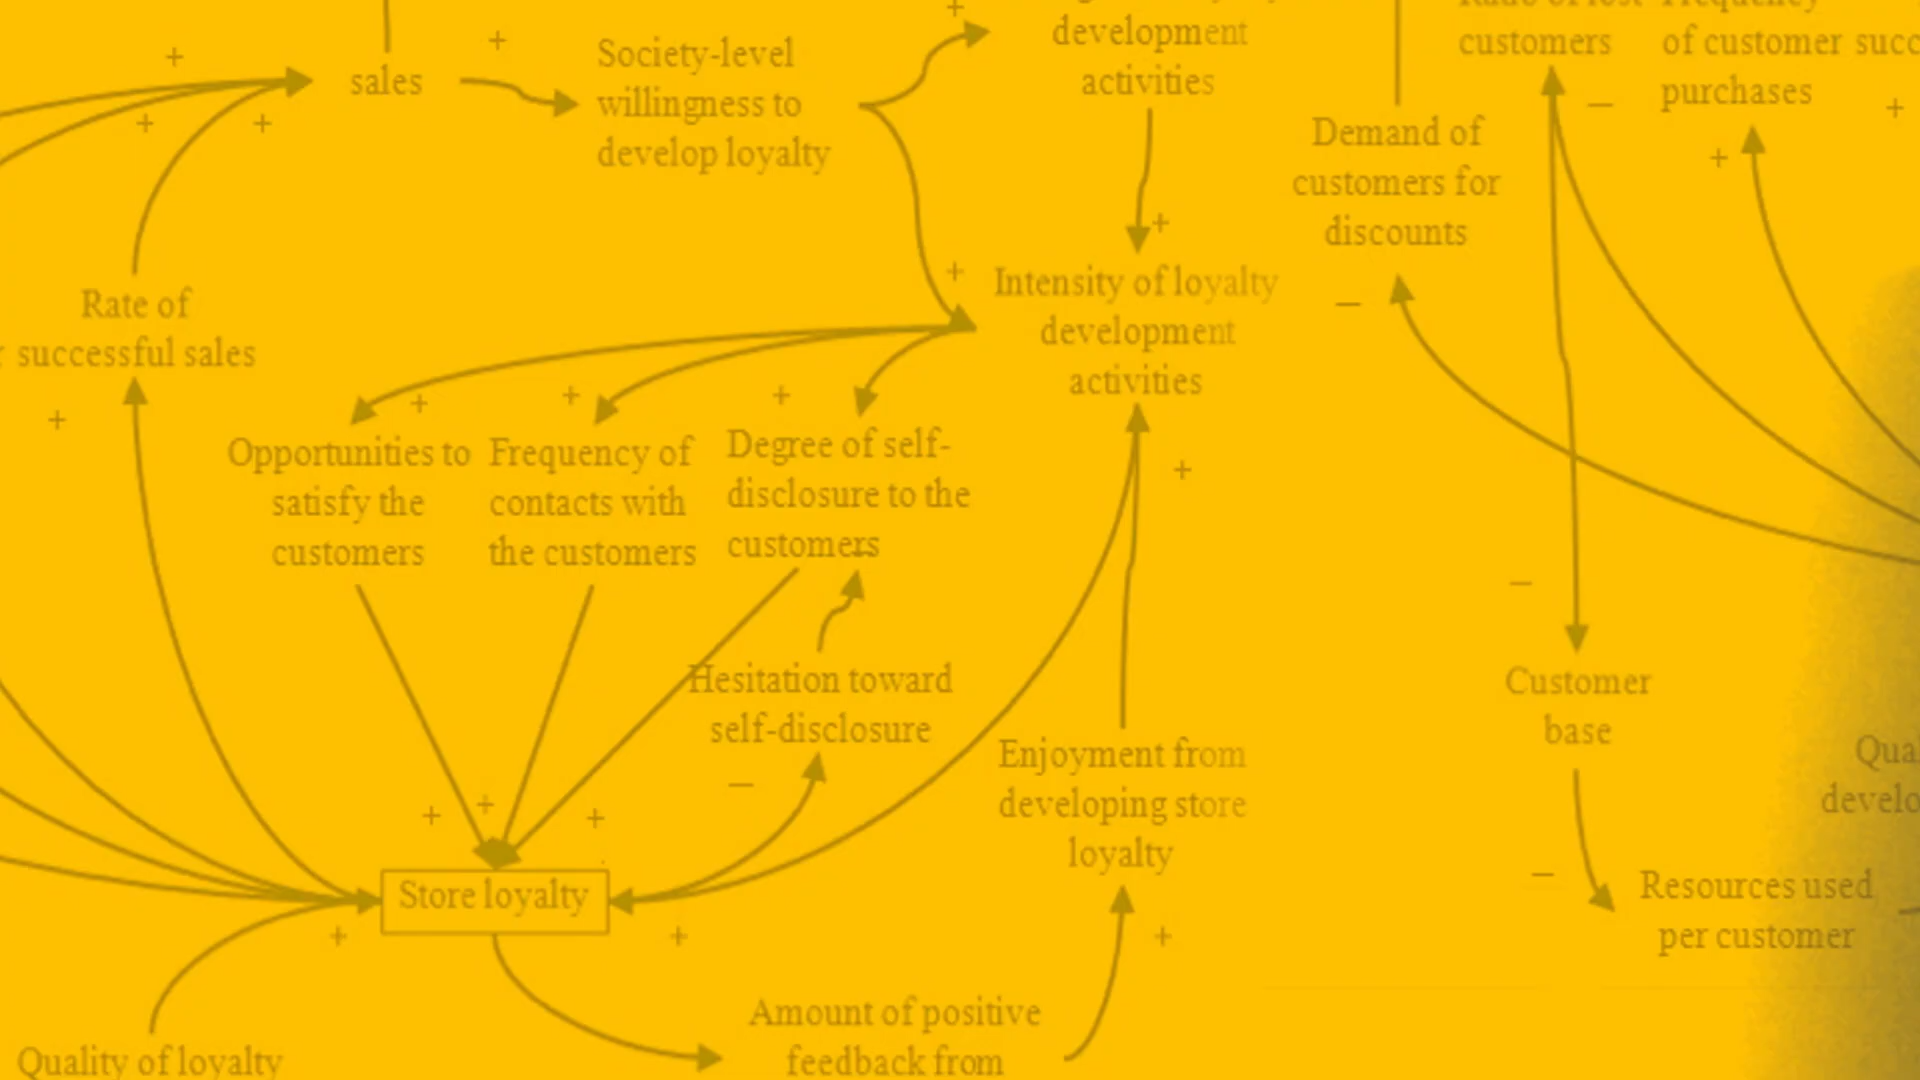 sales
Society-level
willingness to
develop loyalty
development
activities
customers
of customer
purchases
Demand of
customers for
discounts
Rate of
successful sales
Intensity of loyalty
development
activities
Opportunities to
satisfy the
customers
Frequency of
contacts with
the customers
Degree of self-
disclosure to the
customers
Hesitation toward
self-disclosure
Enjoyment from
developing store
loyalty
Customer
base
Resources used
per customer
Store loyalty
Amount of positive
feedback from
Quality of loyalty